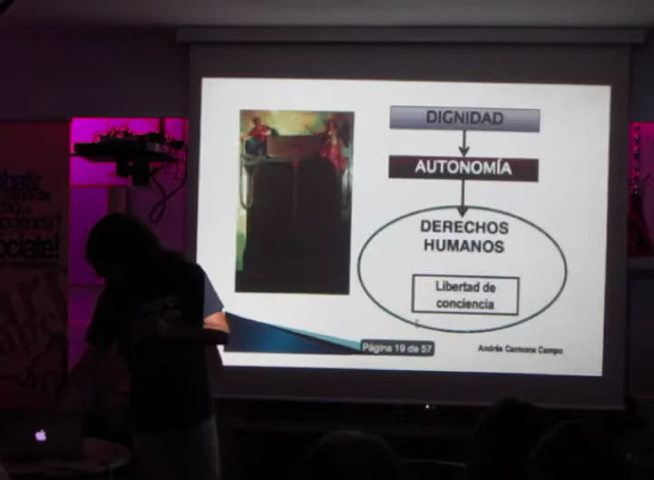 DIGNIDAD
AUTONOMÍA
DERECHOS
HUMANOS
Libertad de
conciencia
Página 19 de 57
Andrés Carmona Campo